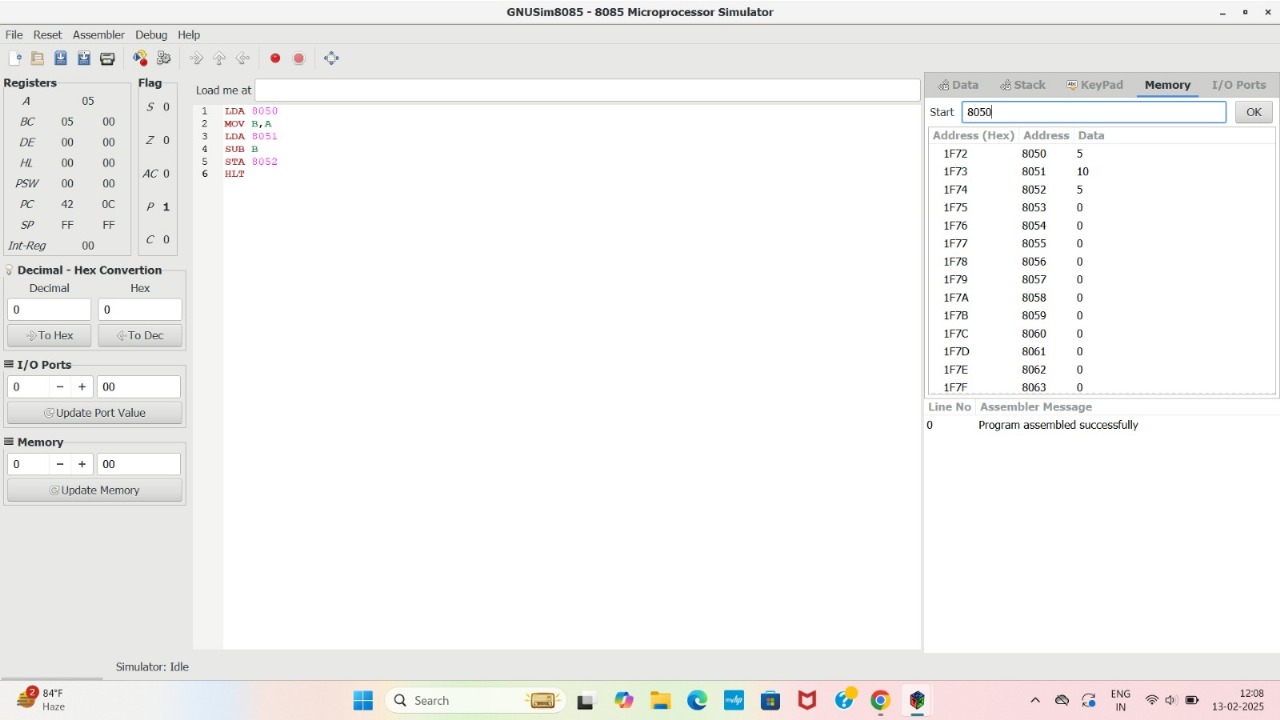 GNUSim8085 - 8085 Microprocessor Simulator
File Reset Assembler Debug Help
Registers
A 05
BC 05 00
DE 00 00
HL 00 00
PSW 00 00
PC 42 0C
SP FF FF
Int-Reg 00
Flag
S 0
Z 0
AC 0
P 1
C 0
Decimal - Hex Convertion
Decimal Hex
0 0
To Hex To Dec
I/O Ports
0 − + 00
Update Port Value
Memory
0 − + 00
Update Memory
Load me at
1 LDA 8050
2 MOV B,A
3 LDA 8051
4 SUB B
5 STA 8052
6 HLT
Data Stack KeyPad Memory I/O Ports
Start 8050 OK
Address (Hex) Address Data
1F72 8050 5
1F73 8051 10
1F74 8052 5
1F75 8053 0
1F76 8054 0
1F77 8055 0
1F78 8056 0
1F79 8057 0
1F7A 8058 0
1F7B 8059 0
1F7C 8060 0
1F7D 8061 0
1F7E 8062 0
1F7F 8063 0
Line No Assembler Message
0 Program assembled successfully
Simulator: Idle
2
84°F
Haze
Search
ENG
IN
12:08
13-02-2025